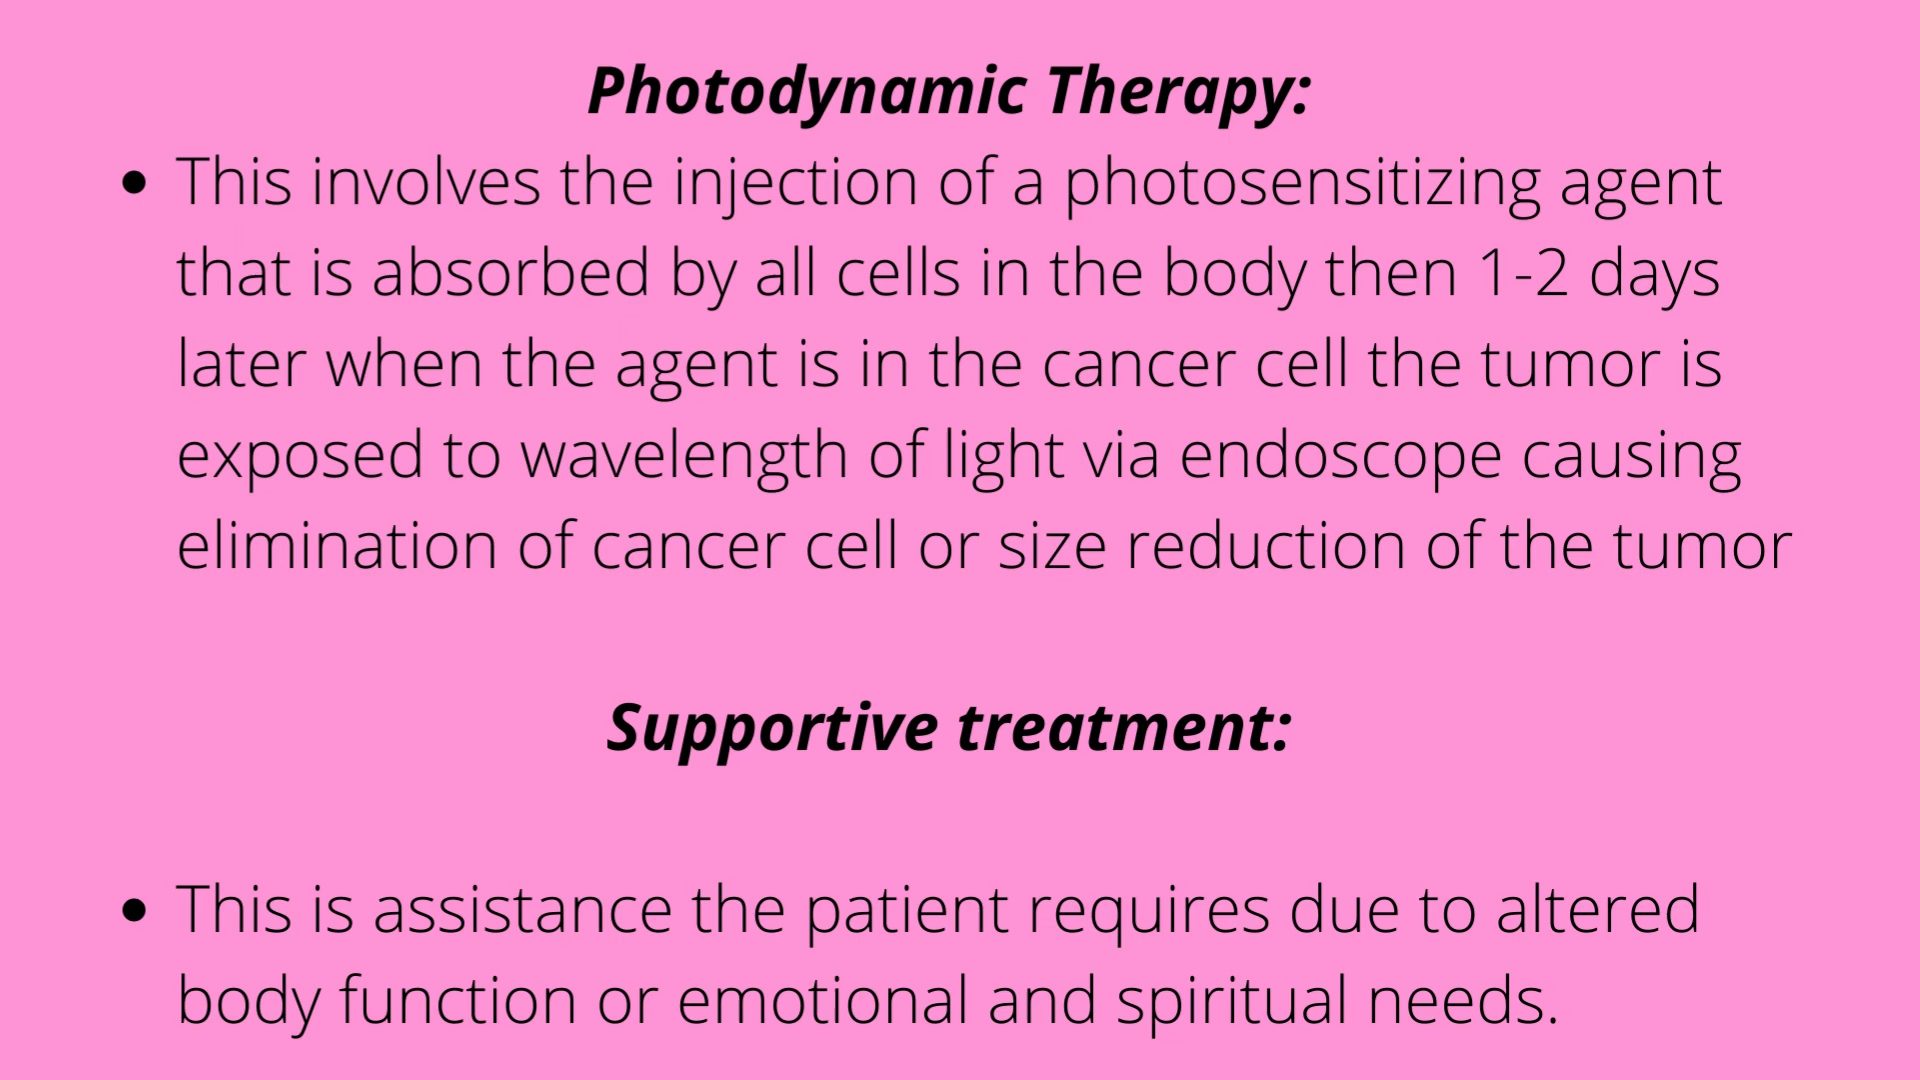 Photodynamic Therapy:
• This involves the injection of a photosensitizing agent
that is absorbed by all cells in the body then 1-2 days
later when the agent is in the cancer cell the tumor is
exposed to wavelength of light via endoscope causing
elimination of cancer cell or size reduction of the tumor
Supportive treatment:
• This is assistance the patient requires due to altered
body function or emotional and spiritual needs.